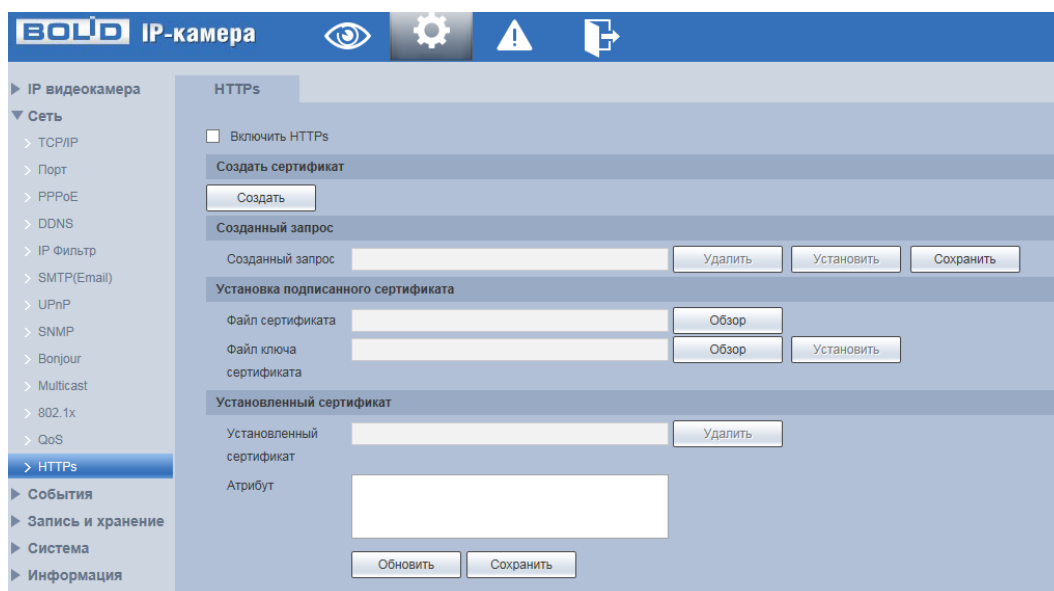 BOLID IP-камера
IP видеокамера
Сеть
TCP/IP
Порт
PPPoE
DDNS
IP Фильтр
SMTP(Email)
UPnP
SNMP
Bonjour
Multicast
802.1x
QoS
HTTPs
События
Запись и хранение
Система
Информация
HTTPs
Включить HTTPs
Создать сертификат
Создать
Созданный запрос
Созданный запрос Удалить Установить Сохранить
Установка подписанного сертификата
Файл сертификата Обзор
Файл ключа Обзор Установить
сертификата
Установленный сертификат
Установленный Удалить
сертификат
Атрибут
Обновить Сохранить